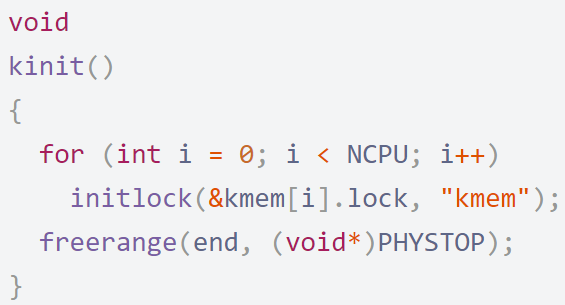 void
kinit()
{
  for (int i = 0; i < NCPU; i++)
    initlock(&kmem[i].lock, "kmem");
  freerange(end, (void*)PHYSTOP);
}